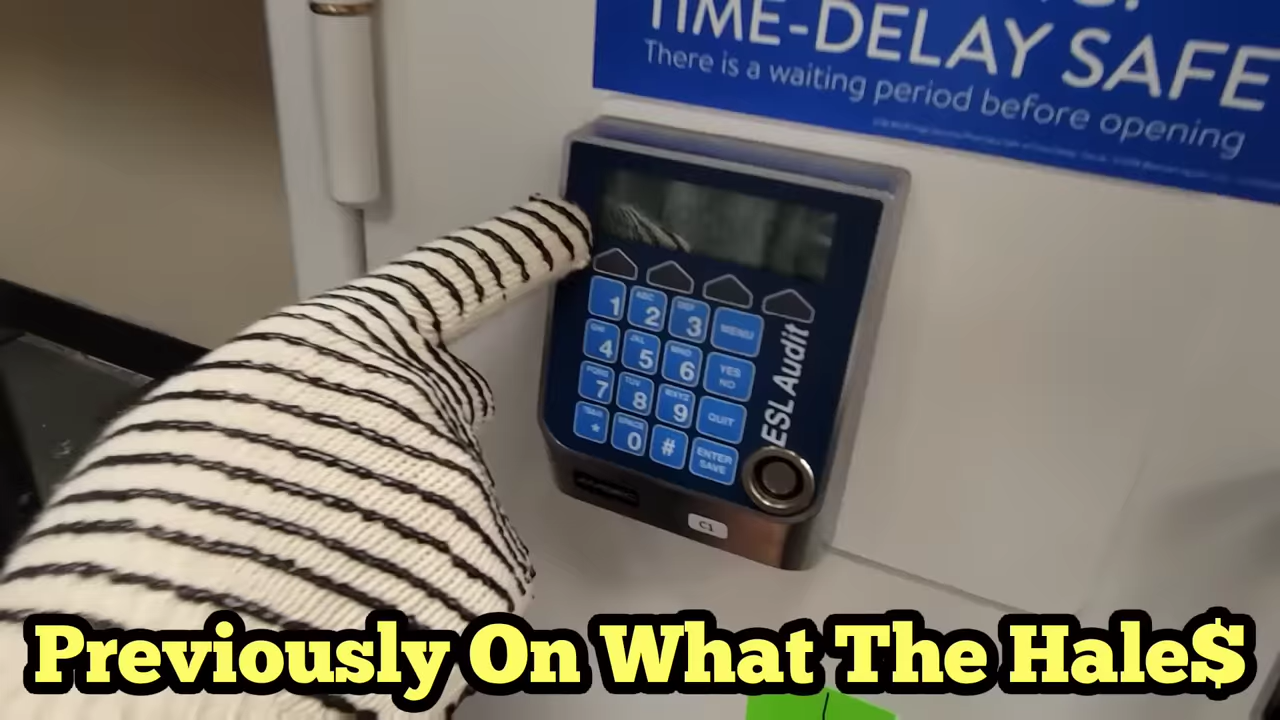 TIME-DELAY SAFE
There is a waiting period before opening
1
ABC 2
DEF 3
MENU
GHI 4
JKL 5
MNO 6
YES NO
7
TUV 8
WXYZ 9
QUIT
*
SPACE 0
#
ENTER SAVE
ESL Audit
C1
Previously On What The Hale$